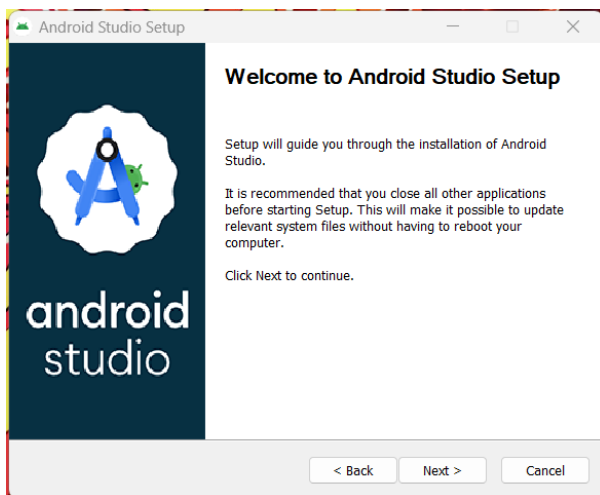 Android Studio Setup
Welcome to Android Studio Setup
Setup will guide you through the installation of Android
Studio.
It is recommended that you close all other applications
before starting Setup. This will make it possible to update
relevant system files without having to reboot your
computer.
Click Next to continue.
android
studio
< Back Next > Cancel